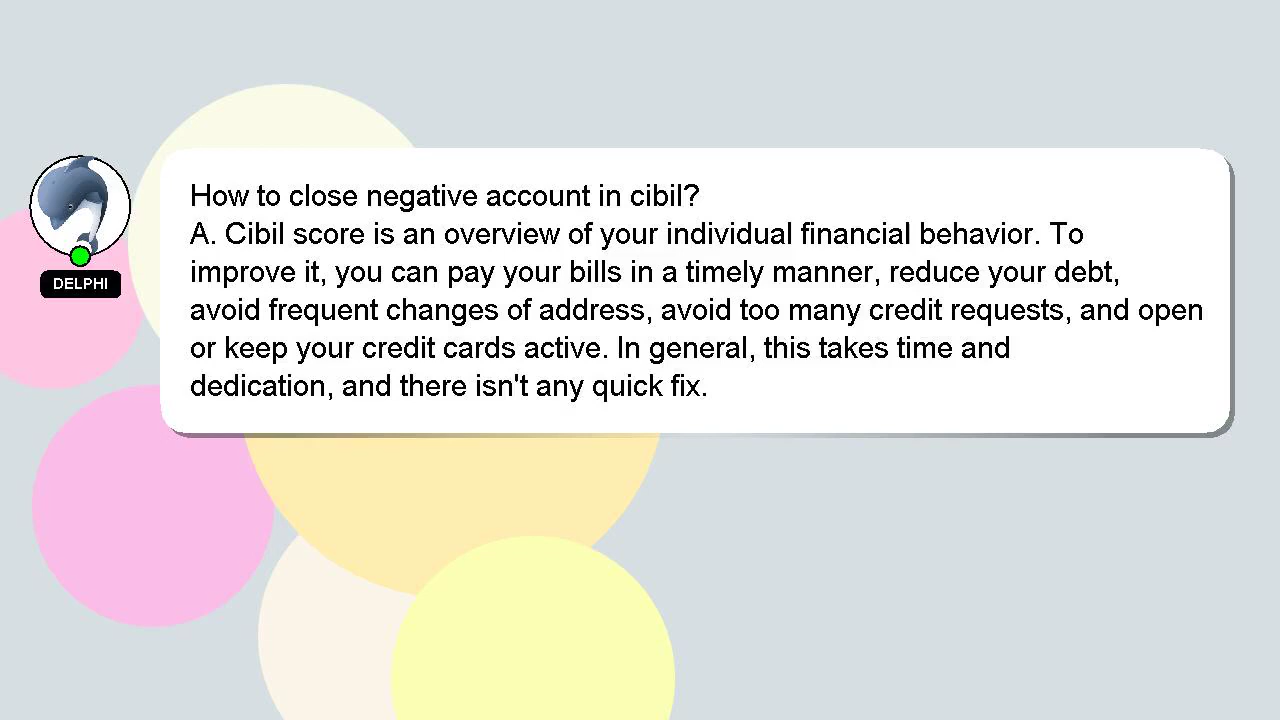 How to close negative account in cibil?
A. Cibil score is an overview of your individual financial behavior. To
improve it, you can pay your bills in a timely manner, reduce your debt,
avoid frequent changes of address, avoid too many credit requests, and open
or keep your credit cards active. In general, this takes time and
dedication, and there isn't any quick fix.
DELPHI